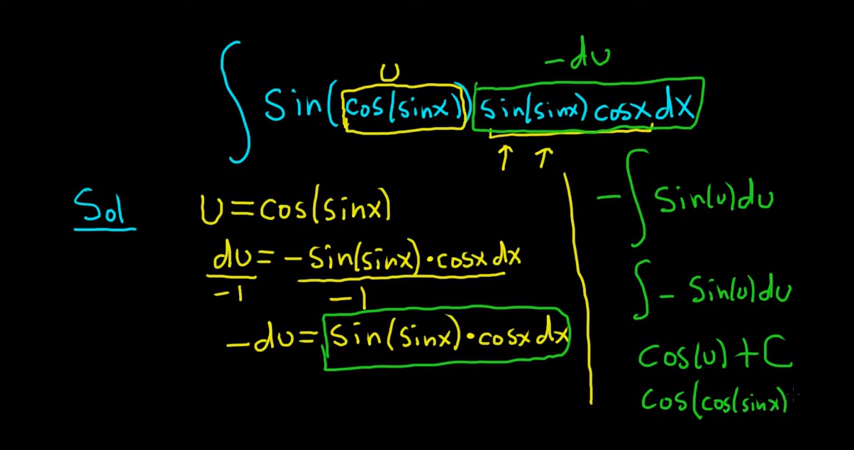 -du
u
∫ sin(cos(sinx)) sin(sinx) cosx dx
Sol
u = cos(sinx)
du = -sin(sinx)·cosx dx
-1 -1
-du = sin(sinx)·cosx dx
-∫ sin(u) du
∫ - sin(u) du
cos(u) + C
cos(cos(sinx)